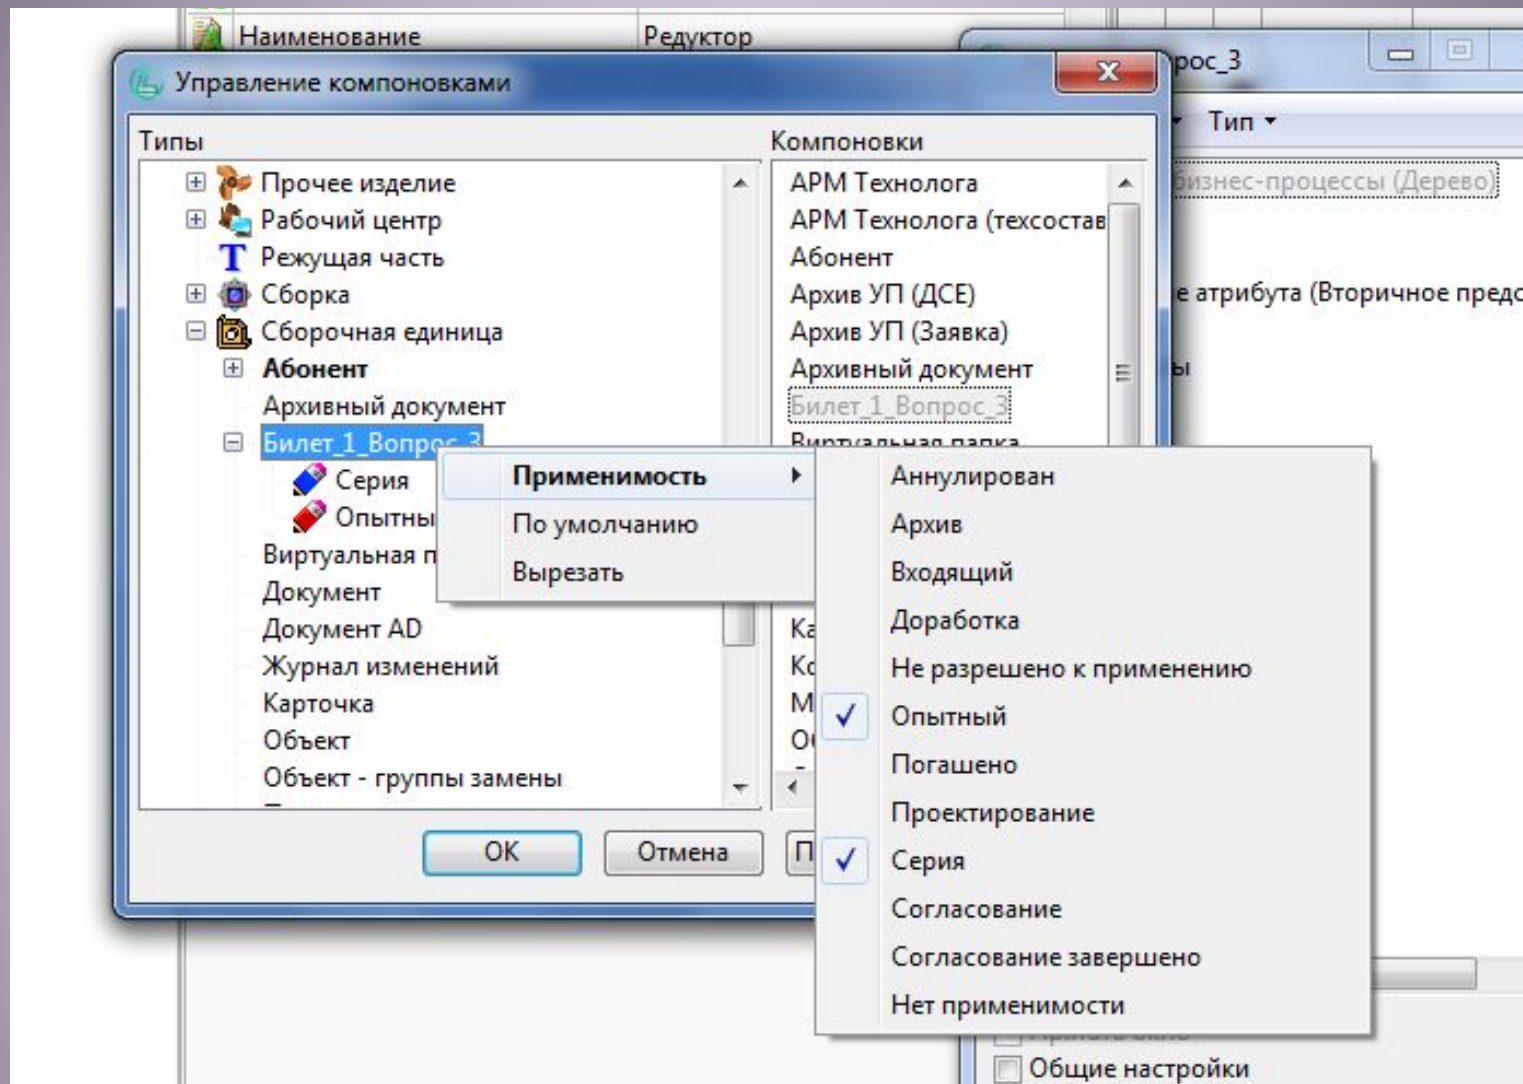 Наименование
Редуктор
Управление компоновками
Типы
Прочее изделие
Рабочий центр
Режущая часть
Сборка
Сборочная единица
Абонент
Архивный документ
Билет_1_Вопрос_3
Серия
Опытны
Виртуальная п
Документ
Документ AD
Журнал изменений
Карточка
Объект
Объект - группы замены
Компоновки
АРМ Технолога
АРМ Технолога (техсостав
Абонент
Архив УП (ДСЕ)
Архив УП (Заявка)
Архивный документ
Билет_1_Вопрос_3
Виртуальная папка
Ка
М
OK
Отмена
П
Применимость
По умолчанию
Вырезать
Аннулирован
Архив
Входящий
Доработка
Не разрешено к применению
Опытный
Погашено
Проектирование
Серия
Согласование
Согласование завершено
Нет применимости
рос_3
Тип
бизнес-процессы (Дерево)
е атрибута (Вторичное предс
ы
Общие настройки